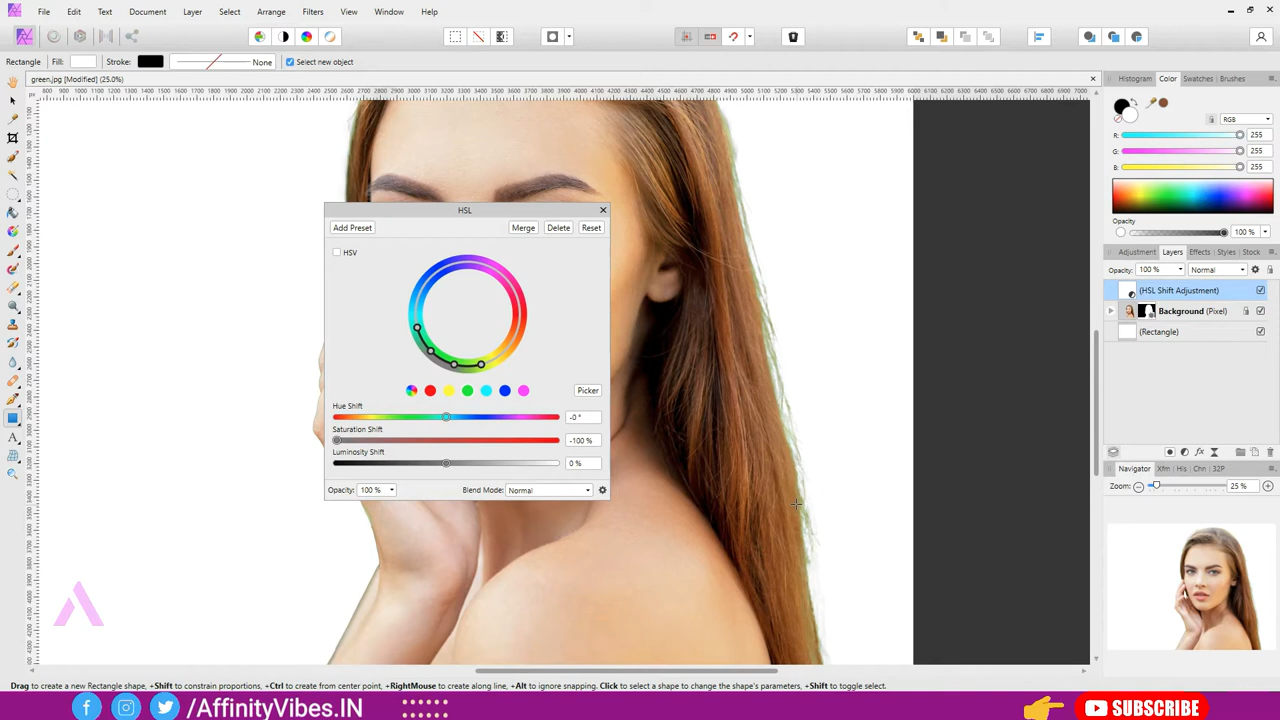 File Edit Text Document Layer Select Arrange Filters View Window Help
Rectangle Fill: Stroke: None Select new object
green.jpg [Modified] (25.0%)
Histogram Color Swatches Brushes
RGB
R: 255
G: 255
B: 255
Opacity
100 %
Adjustment Layers Effects Styles Stock
Opacity: 100 % Normal
(HSL Shift Adjustment)
Background (Pixel)
(Rectangle)
Navigator Xfm His Chn 32P
Zoom: 25 %
HSL
Add Preset Merge Delete Reset
HSV
Picker
Hue Shift
-0 °
Saturation Shift
-100 %
Luminosity Shift
0 %
Opacity: 100 % Blend Mode: Normal
Drag to create a new Rectangle shape, +Shift to constrain proportions, +Ctrl to create from center point, +RightMouse to create along line, +Alt to ignore snapping. Click to select a shape to change the shape's parameters, +Shift to toggle select.
/AffinityVibes.IN
SUBSCRIBE